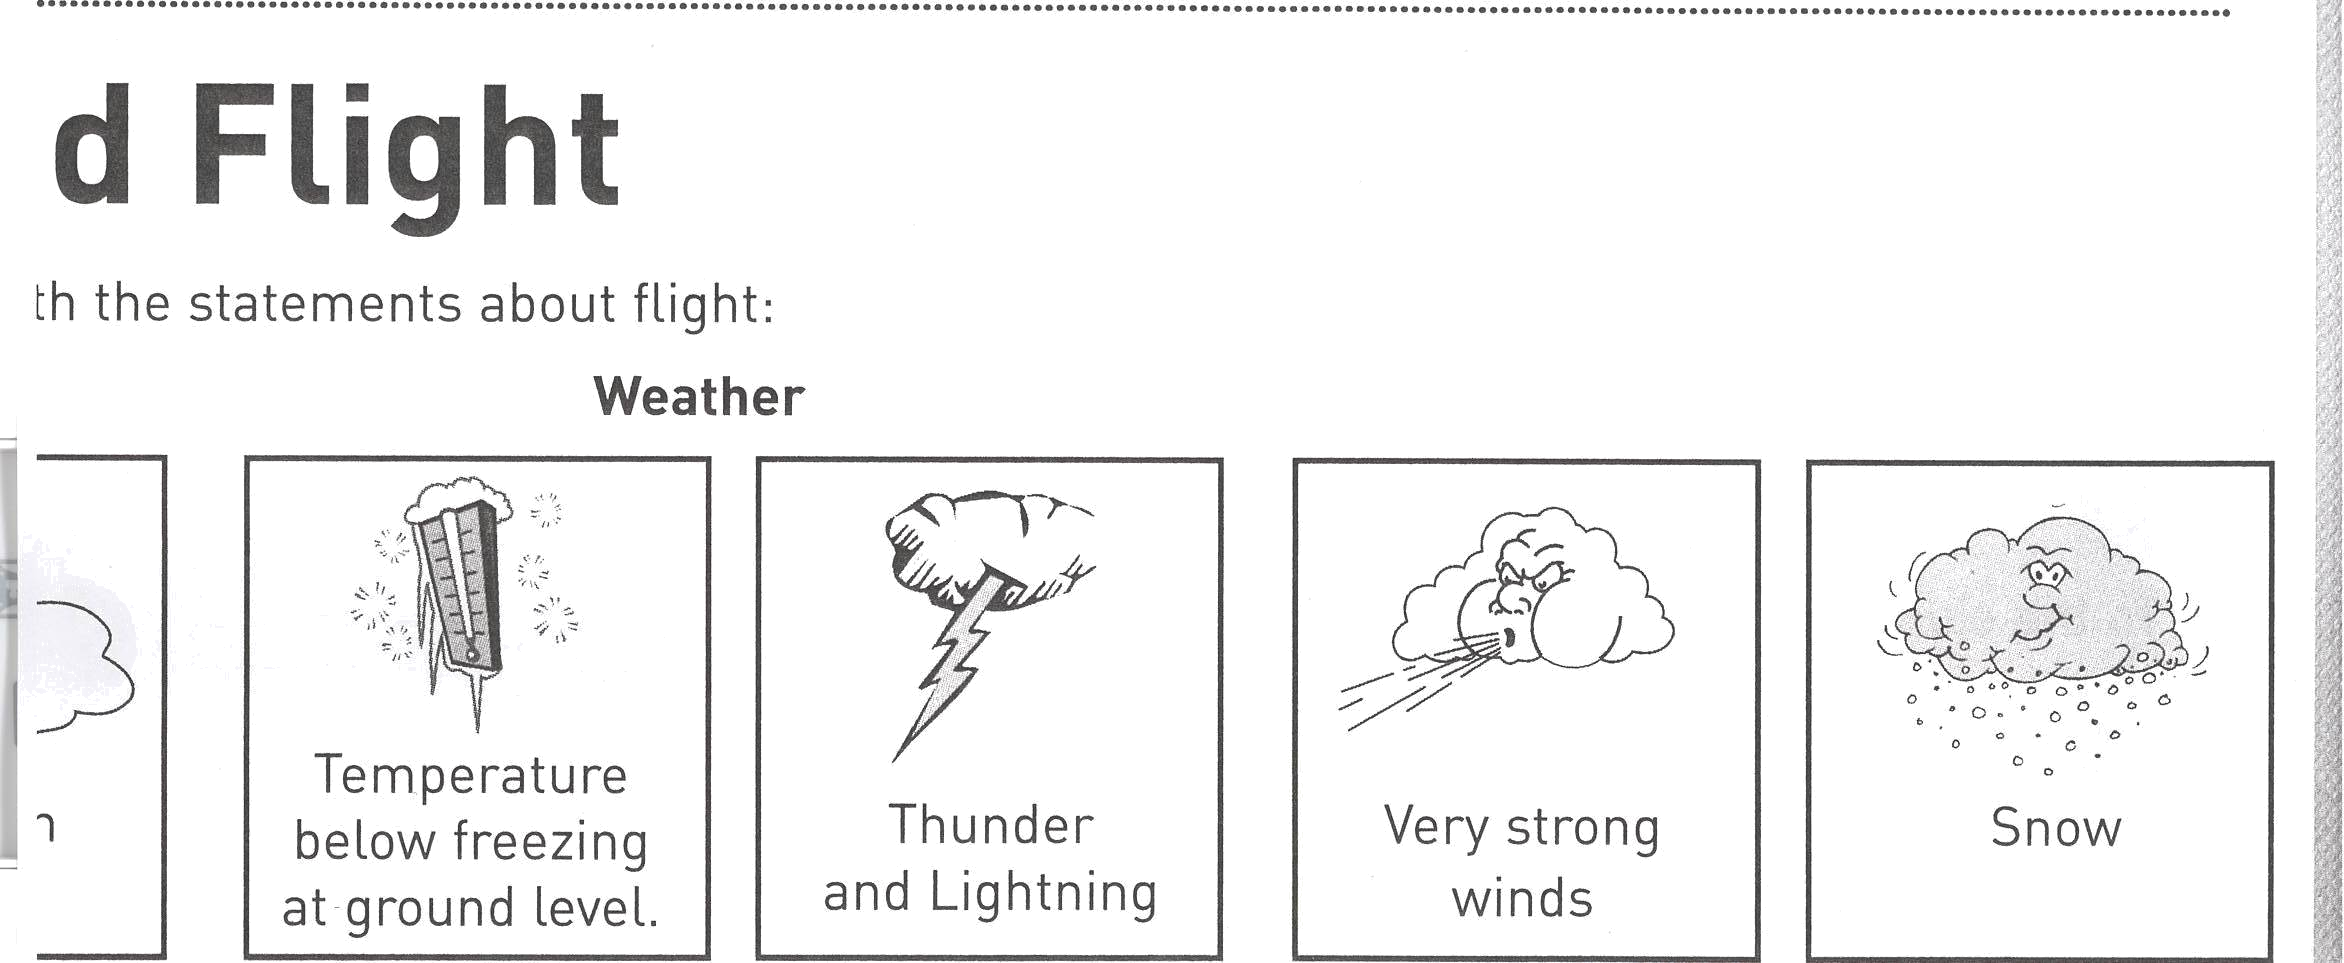 d Flight
th the statements about flight:
Weather
n
Temperature
below freezing
at ground level.
Thunder
and Lightning
Very strong
winds
Snow